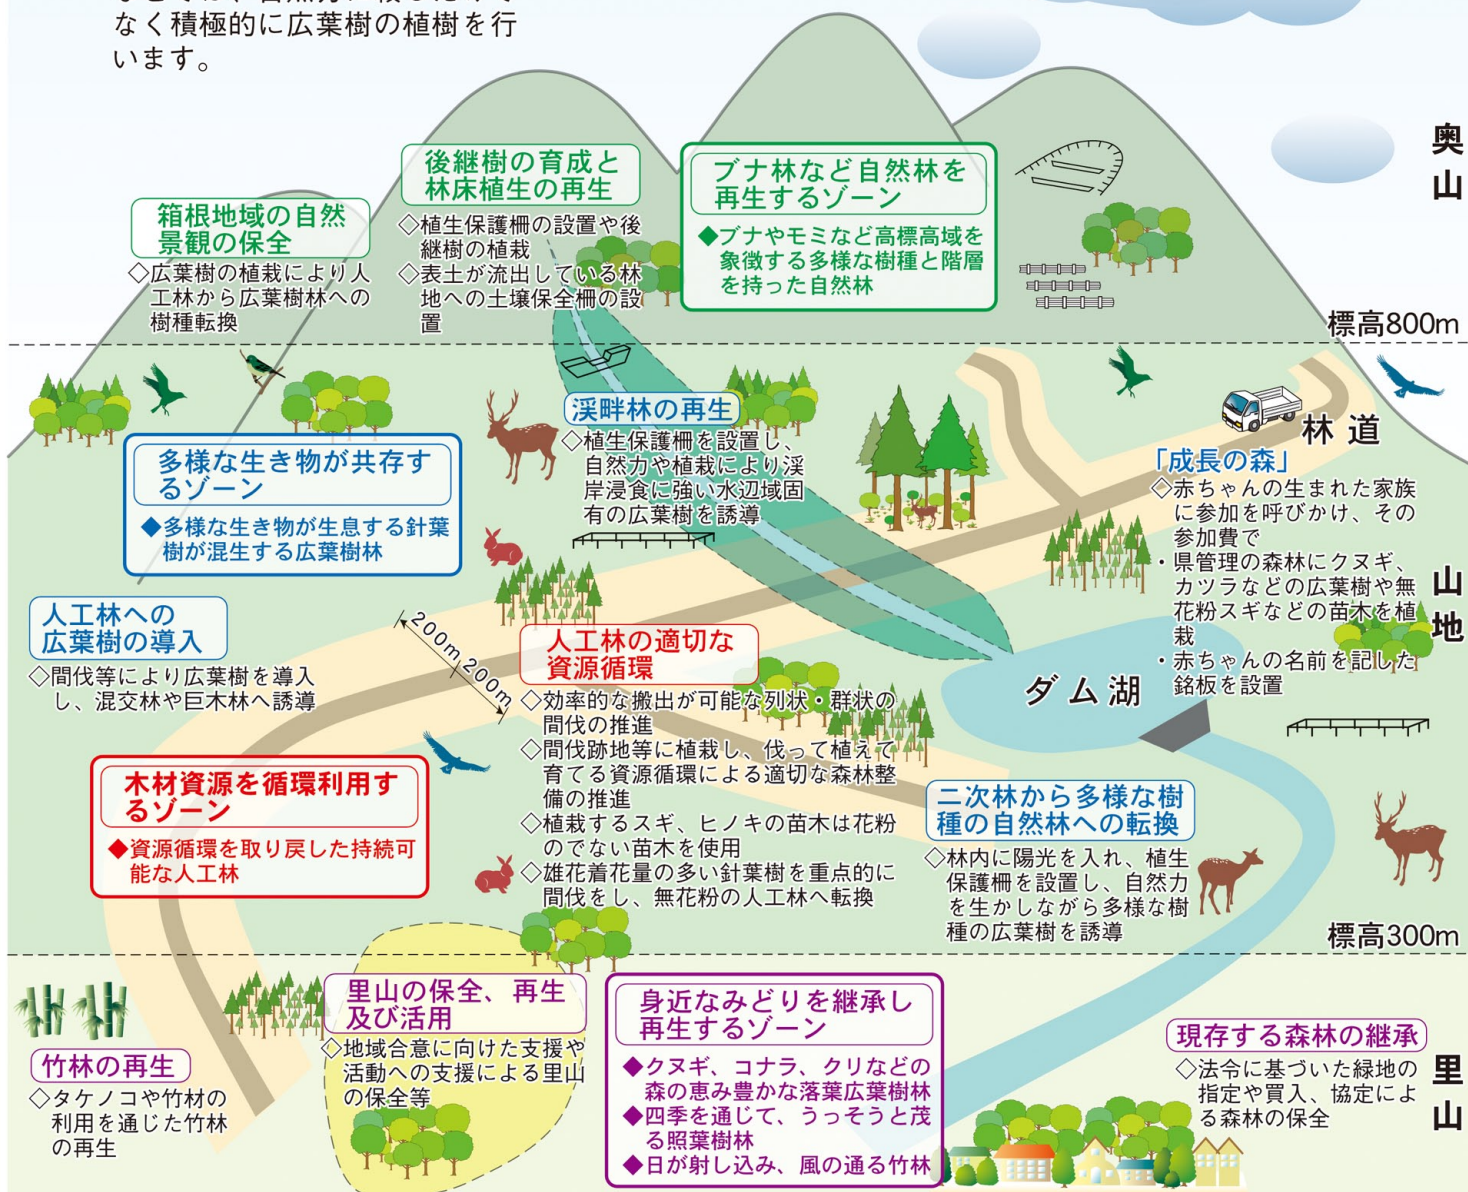 なく積極的に広葉樹の植樹を行
います。
奥山
後継樹の育成と
林床植生の再生
◇植生保護柵の設置や後
継樹の植栽
◇表土が流出している林
地への土壌保全柵の設
置
ブナ林など自然林を
再生するゾーン
◆ブナやモミなど高標高域を
象徴する多様な樹種と階層
を持った自然林
箱根地域の自然
景観の保全
◇広葉樹の植栽により人
工林から広葉樹林への
樹種転換
標高800m
渓畔林の再生
◇植生保護柵を設置し、
自然力や植栽により渓
岸浸食に強い水辺域固
有の広葉樹を誘導
林道
「成長の森」
◇赤ちゃんの生まれた家族
に参加を呼びかけ、その
参加費で
・県管理の森林にクヌギ、
カツラなどの広葉樹や無
花粉スギなどの苗木を植
栽
・赤ちゃんの名前を記した
銘板を設置
多様な生き物が共存す
るゾーン
◆多様な生き物が生息する針葉
樹が混生する広葉樹林
山地
人工林への
広葉樹の導入
◇間伐等により広葉樹を導入
し、混交林や巨木林へ誘導
200m
200m
人工林の適切な
資源循環
◇効率的な搬出が可能な列状・群状の
間伐の推進
◇間伐跡地等に植栽し、伐って植えて
育てる資源循環による適切な森林整
備の推進
◇植栽するスギ、ヒノキの苗木は花粉
のでない苗木を使用
◇雄花着花量の多い針葉樹を重点的に
間伐をし、無花粉の人工林へ転換
ダム湖
木材資源を循環利用す
るゾーン
◆資源循環を取り戻した持続可
能な人工林
二次林から多様な樹
種の自然林への転換
◇林内に陽光を入れ、植生
保護柵を設置し、自然力
を生かしながら多様な樹
種の広葉樹を誘導
標高300m
里山の保全、再生
及び活用
◇地域合意に向けた支援や
活動への支援による里山
の保全等
身近なみどりを継承し
再生するゾーン
◆クヌギ、コナラ、クリなどの
森の恵み豊かな落葉広葉樹林
◆四季を通じて、うっそうと茂
る照葉樹林
◆日が射し込み、風の通る竹林
竹林の再生
◇タケノコや竹材の
利用を通じた竹林
の再生
現存する森林の継承
◇法令に基づいた緑地の
指定や買入、協定によ
る森林の保全
里山